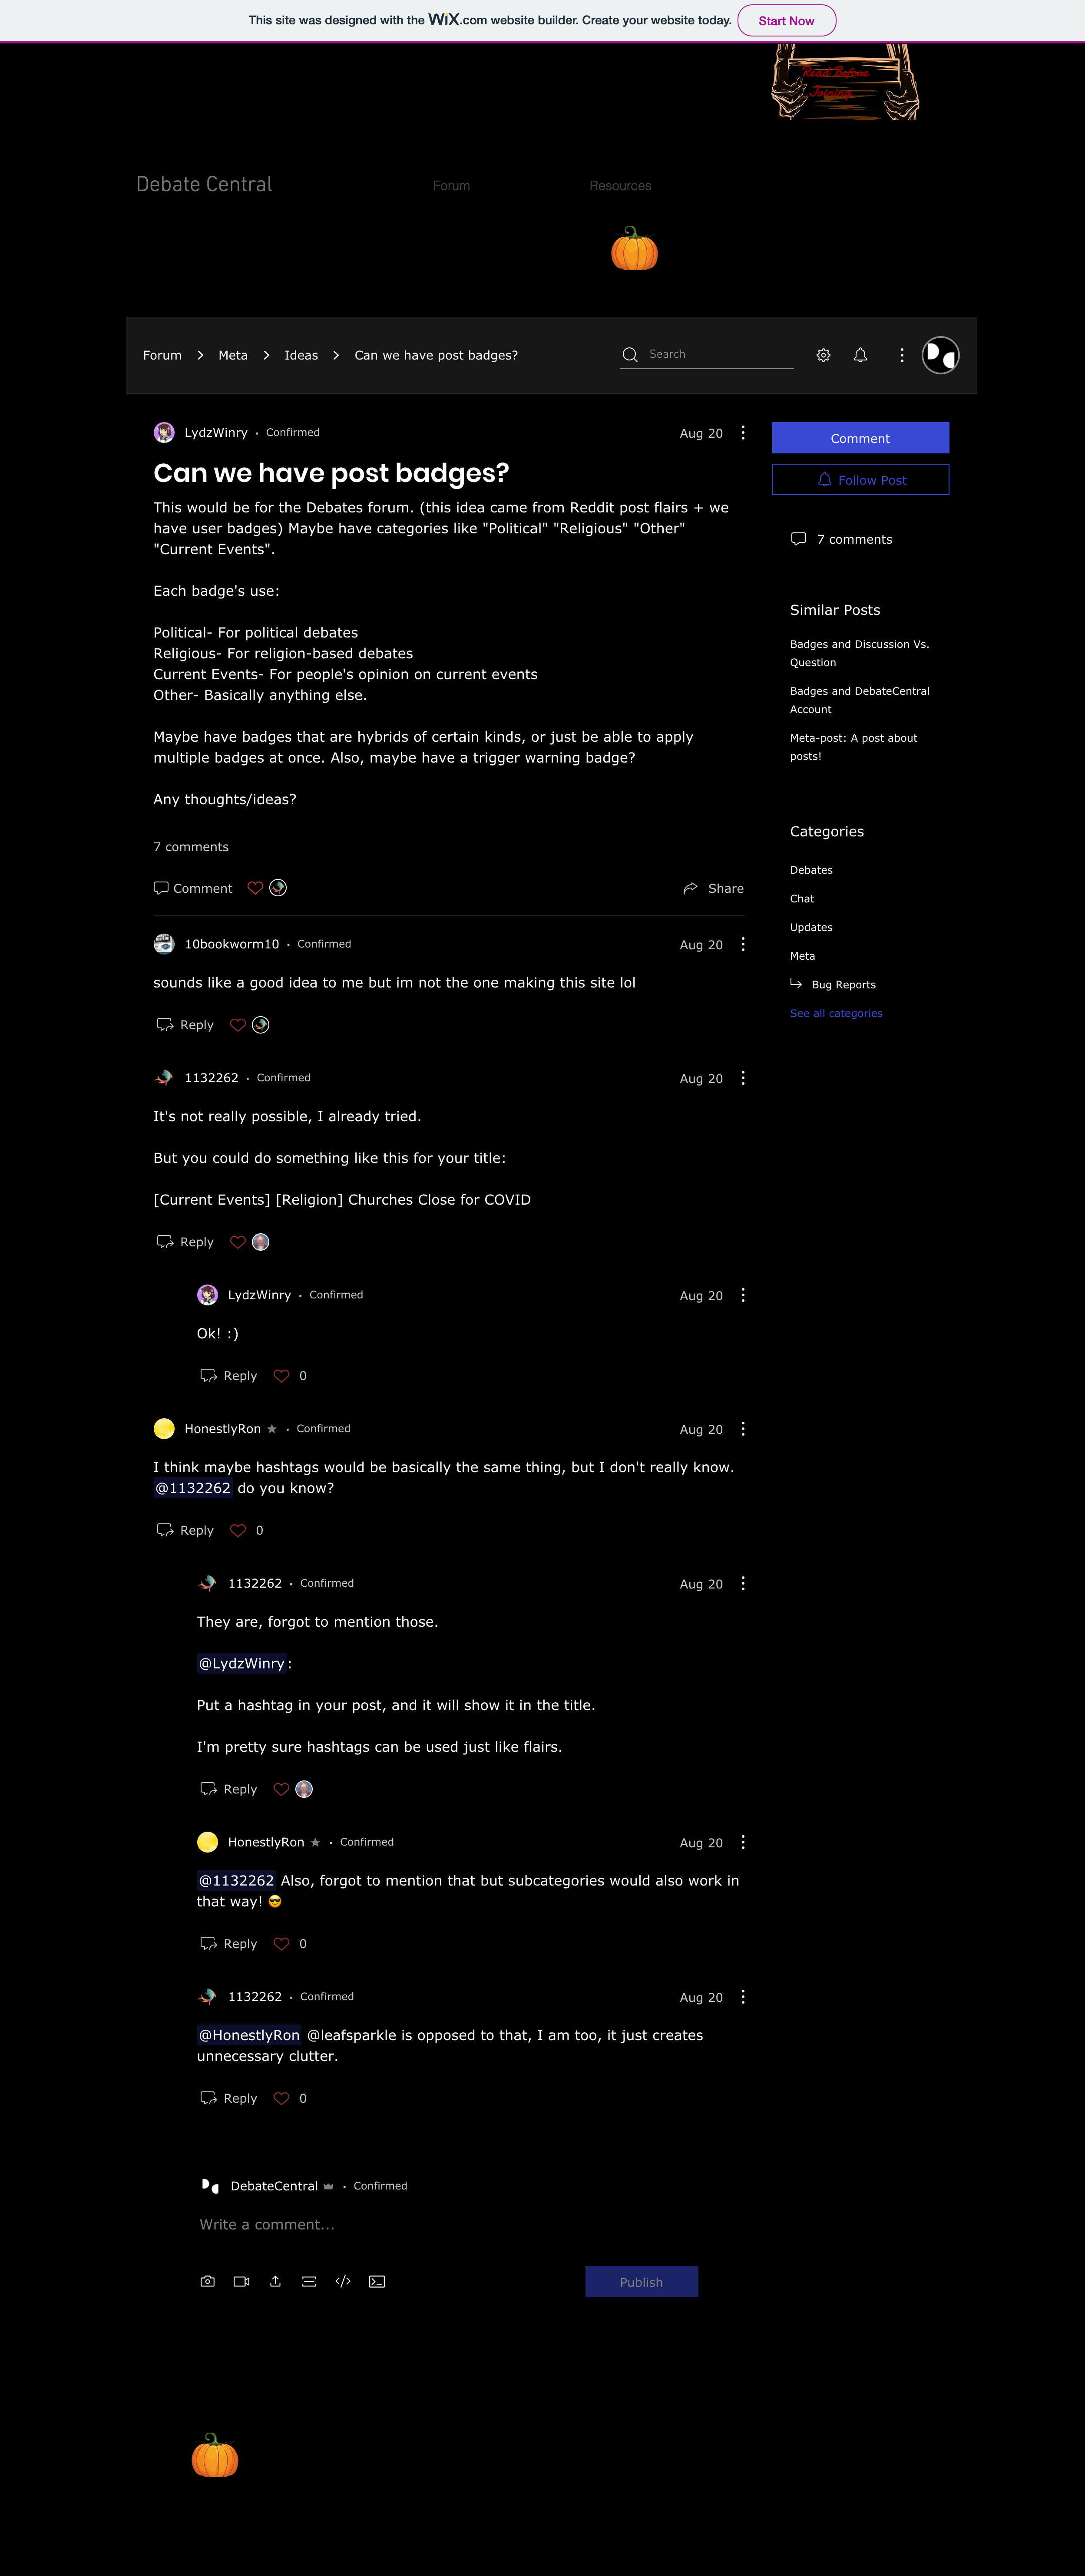 This site was designed with the WiX.com website builder. Create your website today. Start Now
Read Before
Joining
Debate Central
Forum
Resources
Forum > Meta > Ideas > Can we have post badges?
Search
LydzWinry • Confirmed
Aug 20
Can we have post badges?
This would be for the Debates forum. (this idea came from Reddit post flairs + we
have user badges) Maybe have categories like "Political" "Religious" "Other"
"Current Events".
Each badge's use:
Political- For political debates
Religious- For religion-based debates
Current Events- For people's opinion on current events
Other- Basically anything else.
Maybe have badges that are hybrids of certain kinds, or just be able to apply
multiple badges at once. Also, maybe have a trigger warning badge?
Any thoughts/ideas?
7 comments
Comment
Share
Comment
Follow Post
7 comments
Similar Posts
Badges and Discussion Vs.
Question
Badges and DebateCentral
Account
Meta-post: A post about
posts!
Categories
Debates
Chat
Updates
Meta
Bug Reports
See all categories
10bookworm10 • Confirmed
Aug 20
sounds like a good idea to me but im not the one making this site lol
Reply
1132262 • Confirmed
Aug 20
It's not really possible, I already tried.
But you could do something like this for your title:
[Current Events] [Religion] Churches Close for COVID
Reply
LydzWinry • Confirmed
Aug 20
Ok! :)
Reply 0
HonestlyRon • Confirmed
Aug 20
I think maybe hashtags would be basically the same thing, but I don't really know.
@1132262 do you know?
Reply 0
1132262 • Confirmed
Aug 20
They are, forgot to mention those.
@LydzWinry:
Put a hashtag in your post, and it will show it in the title.
I'm pretty sure hashtags can be used just like flairs.
Reply
HonestlyRon • Confirmed
Aug 20
@1132262 Also, forgot to mention that but subcategories would also work in
that way! 😎
Reply 0
1132262 • Confirmed
Aug 20
@HonestlyRon @leafsparkle is opposed to that, I am too, it just creates
unnecessary clutter.
Reply 0
DebateCentral • Confirmed
Write a comment...
Publish